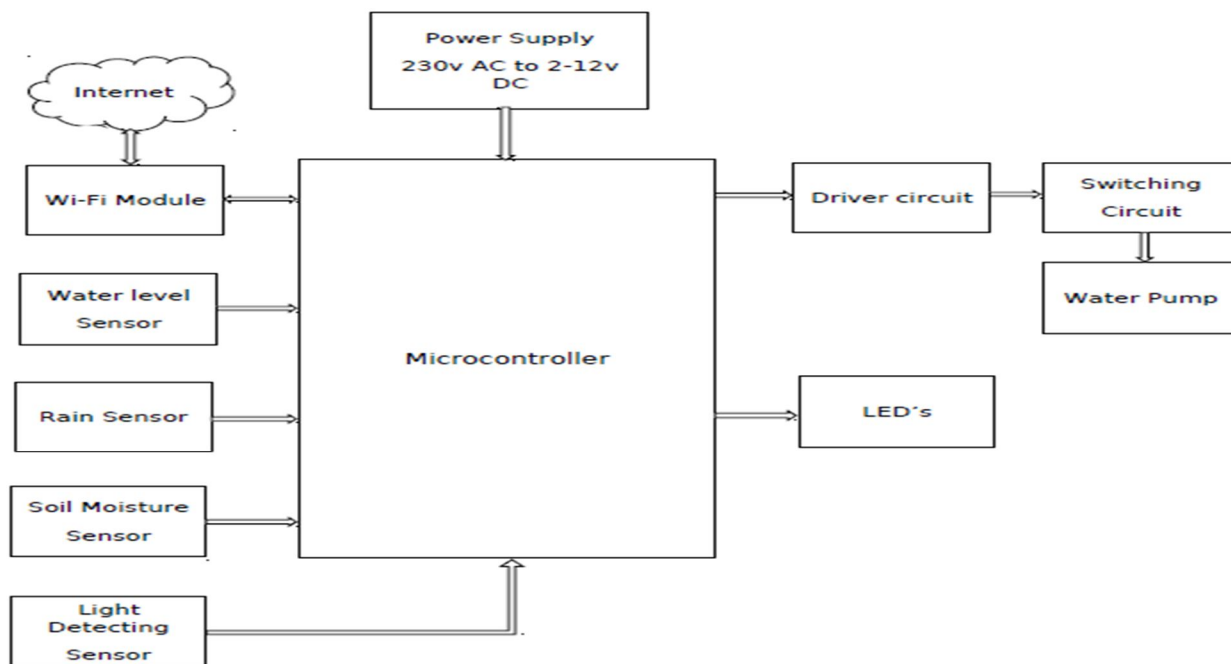 Power Supply
230v AC to 2-12v
DC
Internet
Wi-Fi Module
Driver circuit
Switching
Circuit
Water level
Sensor
Water Pump
Microcontroller
Rain Sensor
LED´s
Soil Moisture
Sensor
Light
Detecting
Sensor